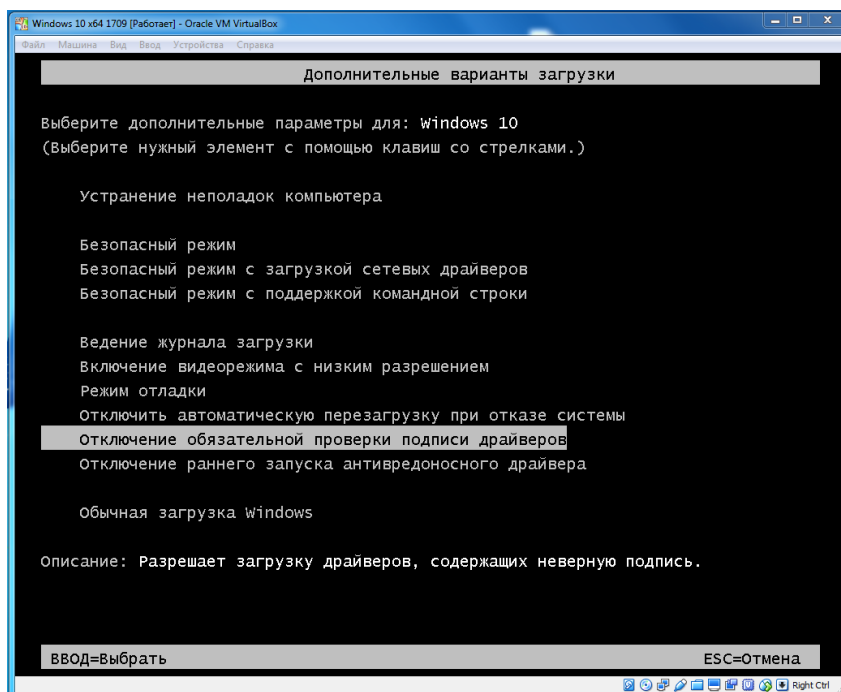 Windows 10 x64 1709 [Работает] - Oracle VM VirtualBox
Файл Машина Вид Ввод Устройства Справка
Дополнительные варианты загрузки
Выберите дополнительные параметры для: Windows 10
(Выберите нужный элемент с помощью клавиш со стрелками.)
Устранение неполадок компьютера
Безопасный режим
Безопасный режим с загрузкой сетевых драйверов
Безопасный режим с поддержкой командной строки
Ведение журнала загрузки
Включение видеорежима с низким разрешением
Режим отладки
Отключить автоматическую перезагрузку при отказе системы
Отключение обязательной проверки подписи драйверов
Отключение раннего запуска антивредоносного драйвера
Обычная загрузка Windows
Описание: Разрешает загрузку драйверов, содержащих неверную подпись.
ВВОД=Выбрать ESC=Отмена
Right Ctrl